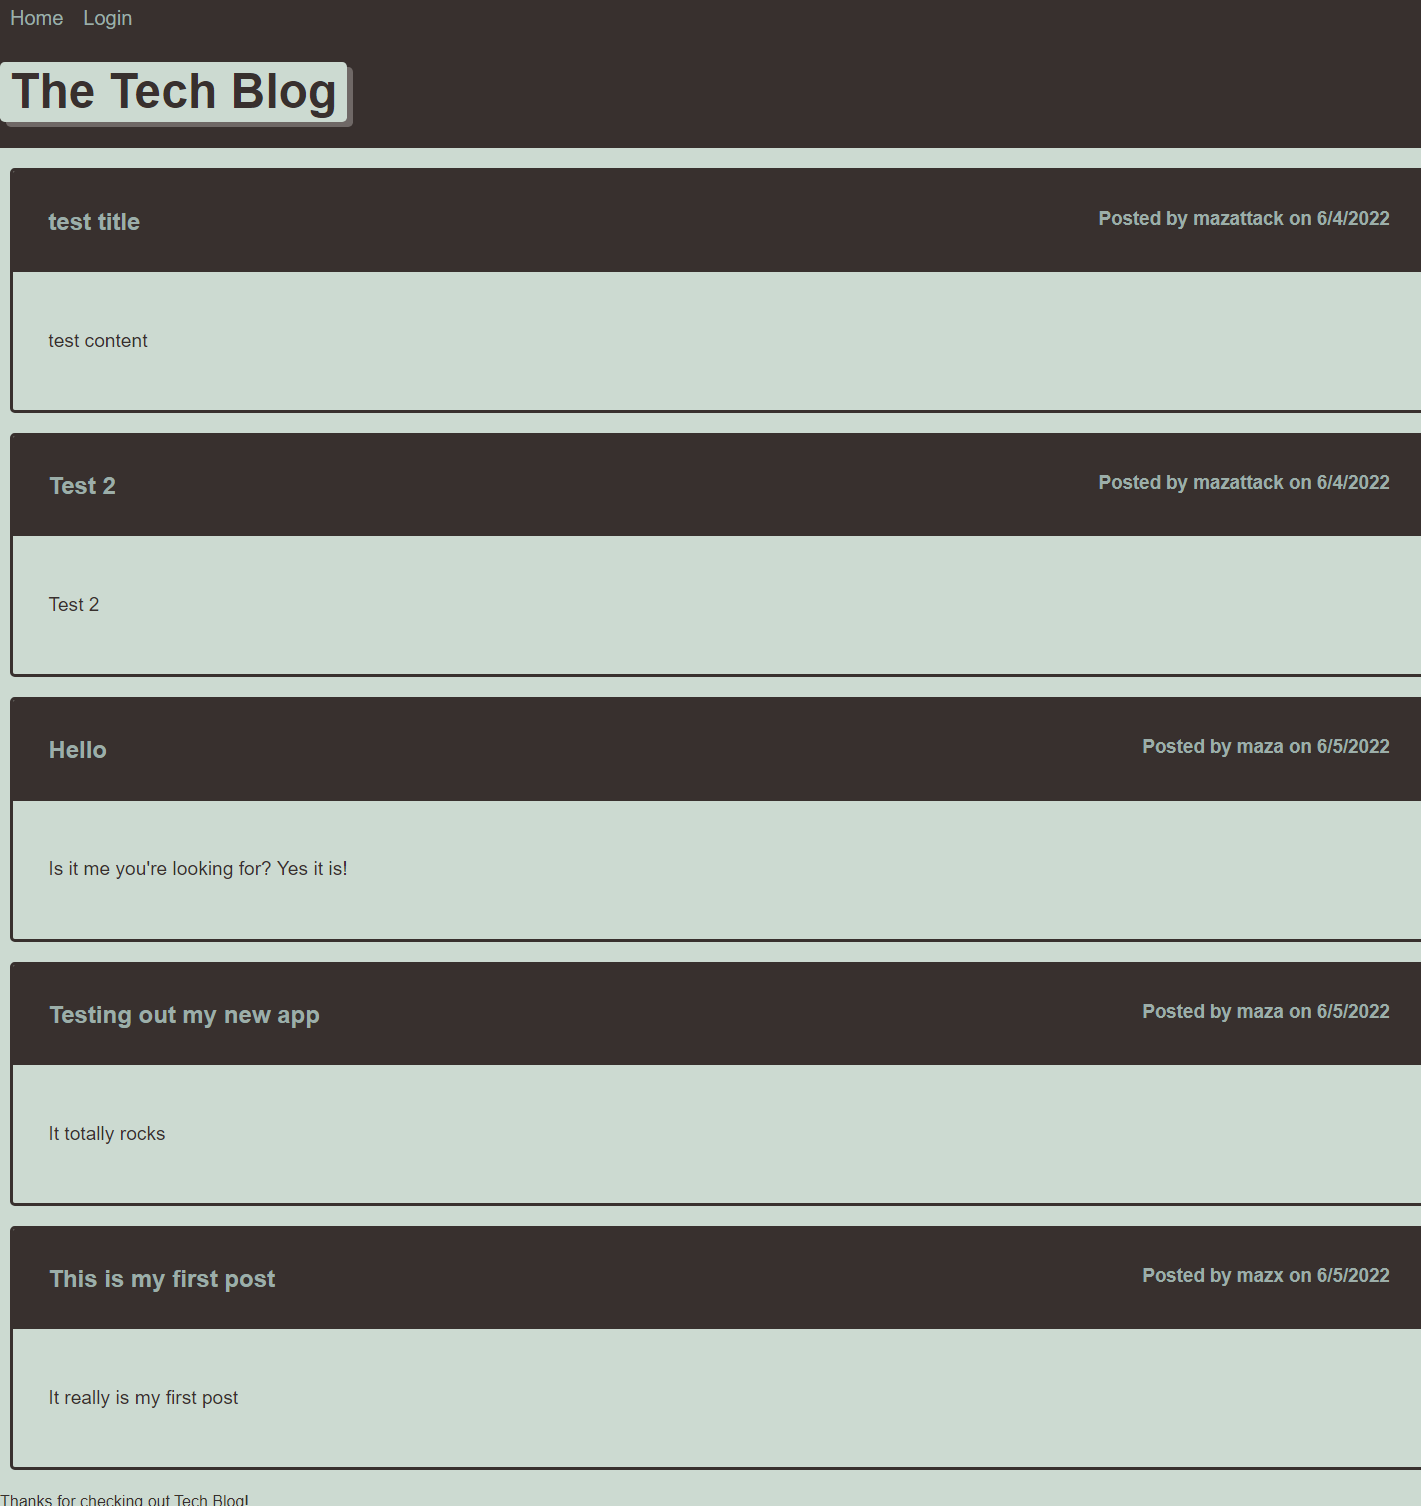 Home Login
The Tech Blog
test title
Posted by mazattack on 6/4/2022
test content
Test 2
Posted by mazattack on 6/4/2022
Test 2
Hello
Posted by maza on 6/5/2022
Is it me you're looking for? Yes it is!
Testing out my new app
Posted by maza on 6/5/2022
It totally rocks
This is my first post
Posted by mazx on 6/5/2022
It really is my first post
Thanks for checking out Tech Blog!